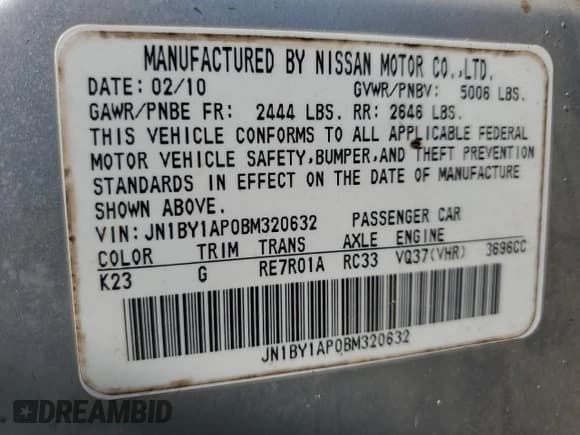 MANUFACTURED BY NISSAN MOTOR CO.,LTD.
DATE: 02/10 GVWR/PNBV: 5006 LBS.
GAWR/PNBE FR: 2444 LBS. RR: 2646 LBS.
THIS VEHICLE CONFORMS TO ALL APPLICABLE FEDERAL
MOTOR VEHICLE SAFETY,BUMPER,AND THEFT PREVENTION
STANDARDS IN EFFECT ON THE DATE OF MANUFACTURE
SHOWN ABOVE.
VIN: JN1BY1AP0BM320632 PASSENGER CAR
COLOR TRIM TRANS AXLE ENGINE
K23 G RE7R01A RC33 VQ37(VHR) 3696CC
JN1BY1AP0BM320632
DREAMBID